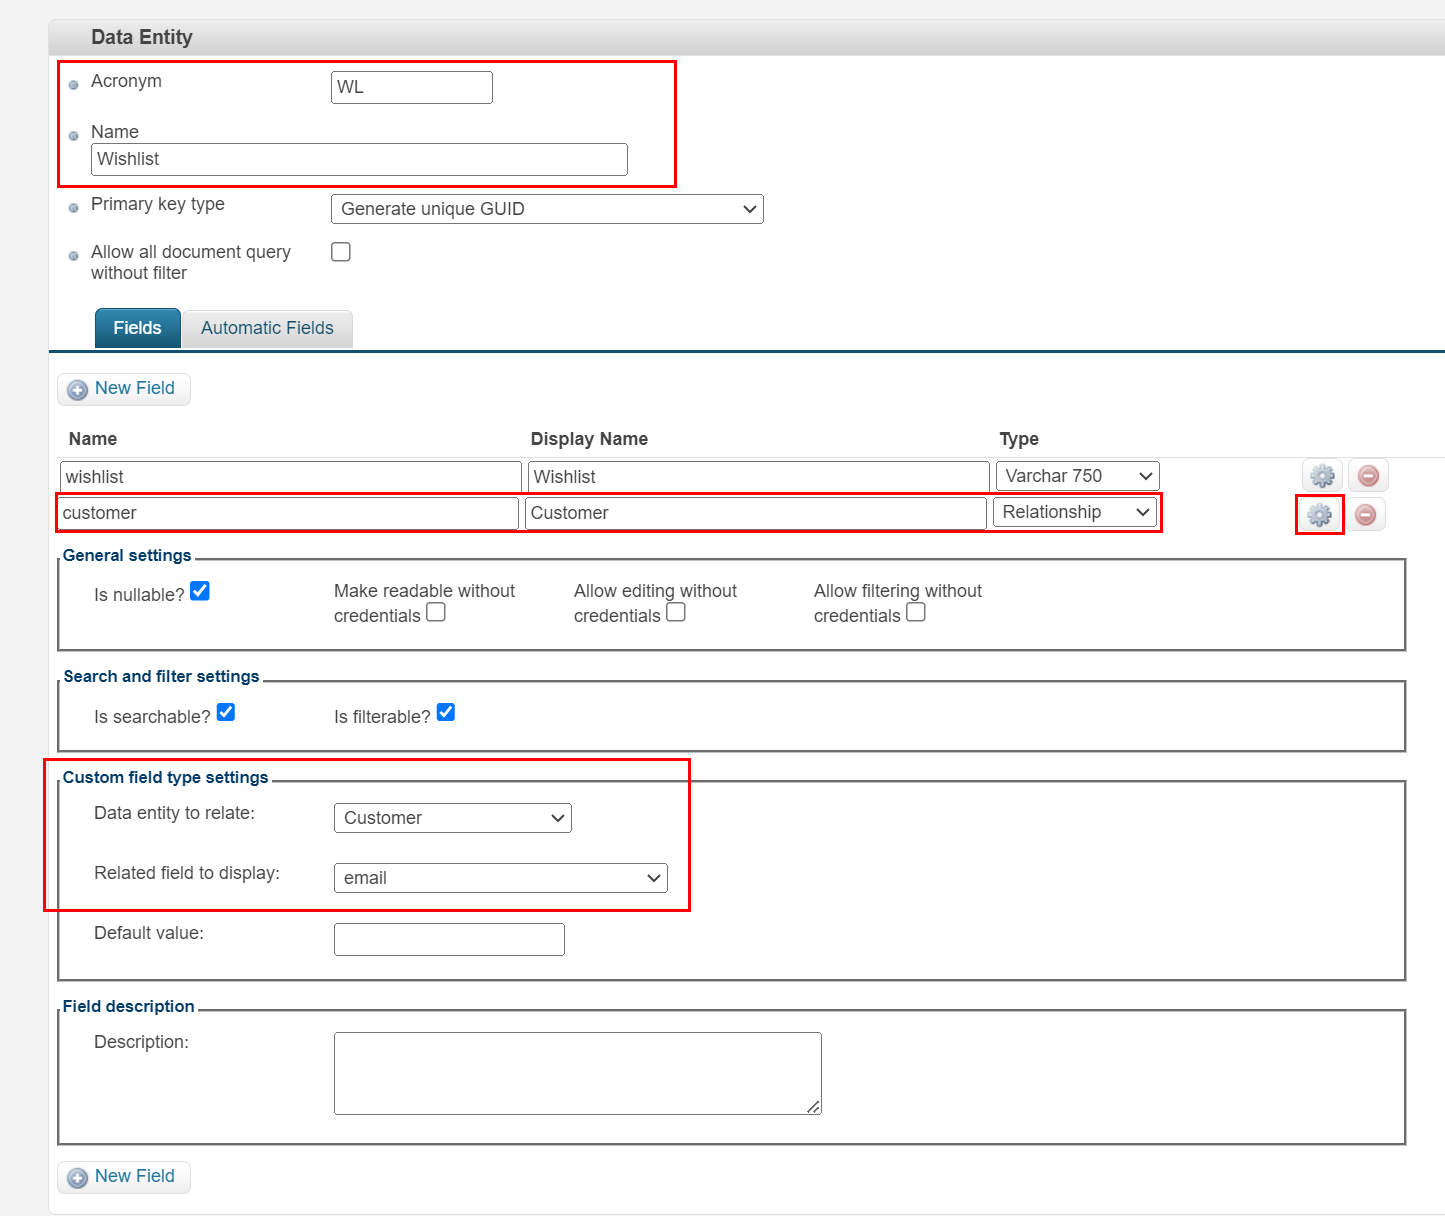 Data Entity
Acronym
WL
Name
Wishlist
Primary key type
Generate unique GUID
Allow all document query
without filter
Fields
Automatic Fields
New Field
Name Display Name Type
wishlist Wishlist Varchar 750
customer Customer Relationship
General settings
Is nullable?
Make readable without
credentials
Allow editing without
credentials
Allow filtering without
credentials
Search and filter settings
Is searchable?
Is filterable?
Custom field type settings
Data entity to relate:
Customer
Related field to display:
email
Default value:
Field description
Description:
New Field